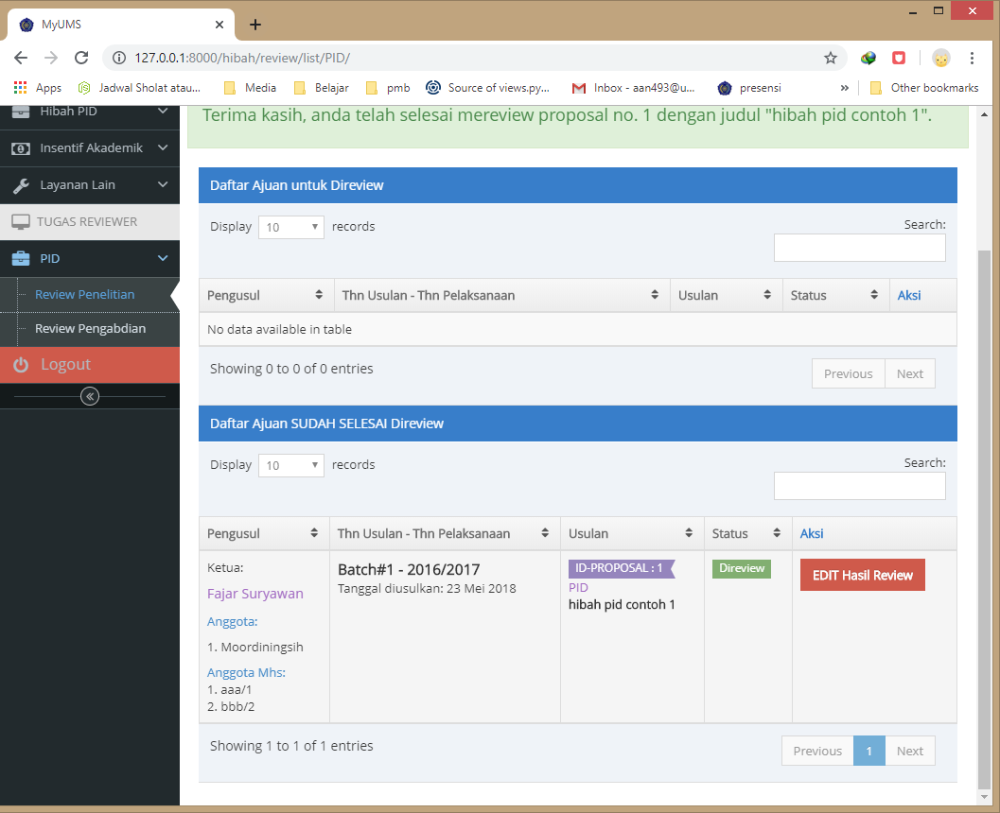 MyUMS
127.0.0.1:8000/hibah/review/list/PID/
Apps
Jadwal Sholat atau...
Media
Belajar
pmb
Source of views.py-...
Inbox - aan493@u...
presensi
»
Other bookmarks
Hibah PID
Insentif Akademik
Layanan Lain
TUGAS REVIEWER
PID
Review Penelitian
Review Pengabdian
Logout
Terima kasih, anda telah selesai mereview proposal no. 1 dengan judul "hibah pid contoh 1".
Daftar Ajuan untuk Direview
Display 10 records
Search:
Pengusul Thn Usulan - Thn Pelaksanaan Usulan Status Aksi
No data available in table
Showing 0 to 0 of 0 entries
Previous Next
Daftar Ajuan SUDAH SELESAI Direview
Display 10 records
Search:
Pengusul Thn Usulan - Thn Pelaksanaan Usulan Status Aksi
Ketua:
Fajar Suryawan
Anggota:
1. Moordiningsih
Anggota Mhs:
1. aaa/1
2. bbb/2
Batch#1 - 2016/2017
Tanggal diusulkan: 23 Mei 2018
ID-PROPOSAL : 1
PID
hibah pid contoh 1
Direview
EDIT Hasil Review
Showing 1 to 1 of 1 entries
Previous 1 Next